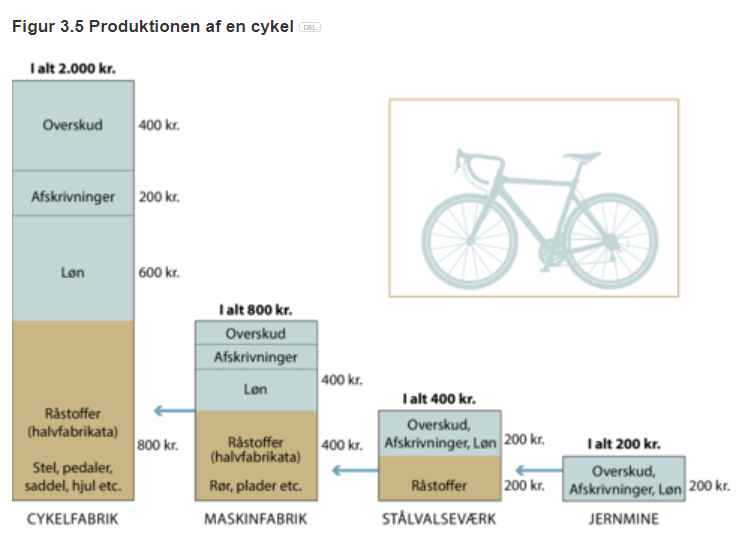 Figur 3.5 Produktionen af en cykel DEL
I alt 2.000 kr.
Overskud
400 kr.
Afskrivninger
200 kr.
Løn
600 kr.
Råstoffer
(halvfabrikata)
800 kr.
Stel, pedaler,
saddel, hjul etc.
CYKELFABRIK
I alt 800 kr.
Overskud
Afskrivninger
Løn
400 kr.
Råstoffer
(halvfabrikata)
400 kr.
Rør, plader etc.
MASKINFABRIK
I alt 400 kr.
Overskud,
Afskrivninger, Løn
200 kr.
Råstoffer
200 kr.
STÅLVALSEVÆRK
I alt 200 kr.
Overskud,
Afskrivninger, Løn
200 kr.
JERNMINE